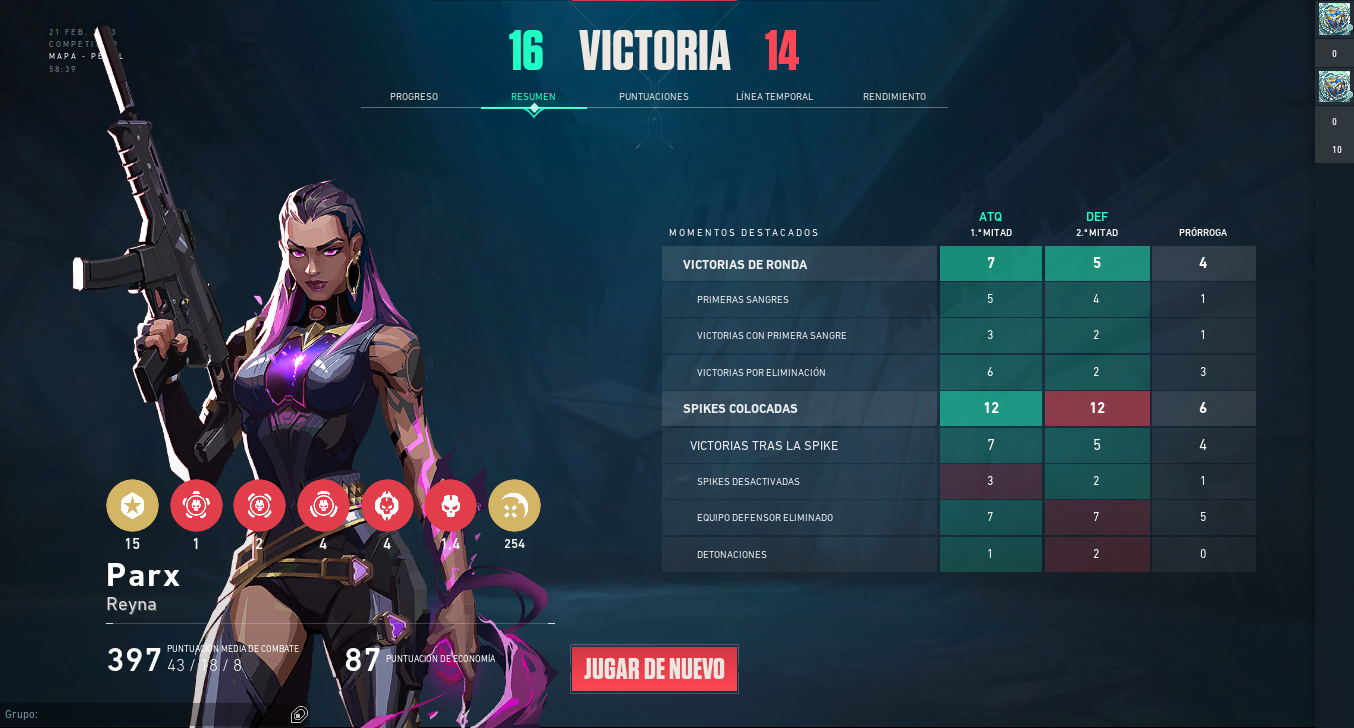 21 FEB.
MAPA -
58:39
16 VICTORIA 14
PROGRESO RESUMEN PUNTUACIONES LÍNEA TEMPORAL RENDIMIENTO
0
0
10
ATQ DEF
MOMENTOS DESTACADOS 1.ª MITAD 2.ª MITAD PRÓRROGA
VICTORIAS DE RONDA 7 5 4
PRIMERAS SANGRES 5 4 1
VICTORIAS CON PRIMERA SANGRE 3 2 1
VICTORIAS POR ELIMINACIÓN 6 2 3
SPIKES COLOCADAS 12 12 6
VICTORIAS TRAS LA SPIKE 7 5 4
SPIKES DESACTIVADAS 3 2 1
EQUIPO DEFENSOR ELIMINADO 7 7 5
DETONACIONES 1 2 0
15 1 2 4 4 1,4 254
Parx
Reyna
397 PUNTUACIÓN MEDIA DE COMBATE
43 / 18 / 8
87 PUNTUACIÓN DE ECONOMÍA
JUGAR DE NUEVO
Grupo: